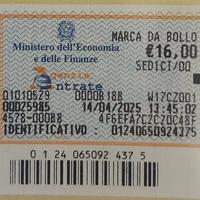 MARCA DA BOLLO
Ministero dell'Economia
e delle Finanze
€16,00
SEDICI/00
Agenzia
Entrate
01010529 00008188 W17CZ001
00025985 14/04/2025 13:45:02
4578-00088 4F6EFA7C2C2DC48F
IDENTIFICATIVO : 01240650924375
0 1 24 065092 437 5